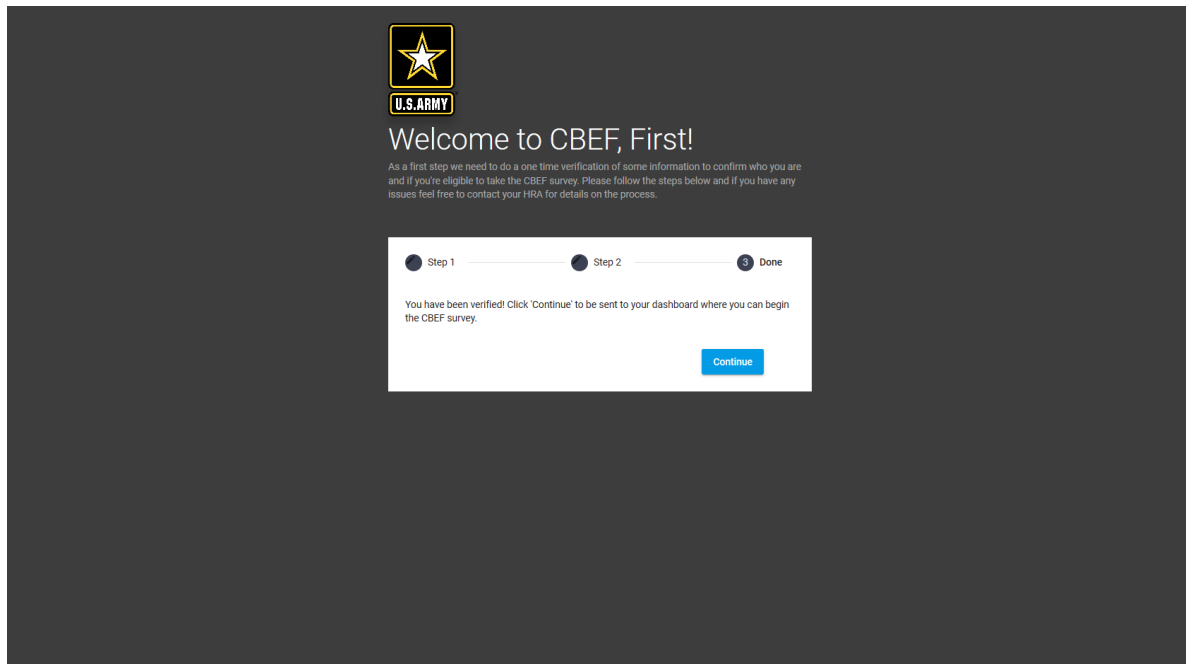 U.S.ARMY
Welcome to CBEF, First!
As a first step we need to do a one time verification of some information to confirm who you are
and if you're eligible to take the CBEF survey. Please follow the steps below and if you have any
issues feel free to contact your HRA for details on the process.
Step 1 Step 2 3 Done
You have been verified! Click 'Continue' to be sent to your dashboard where you can begin
the CBEF survey.
Continue